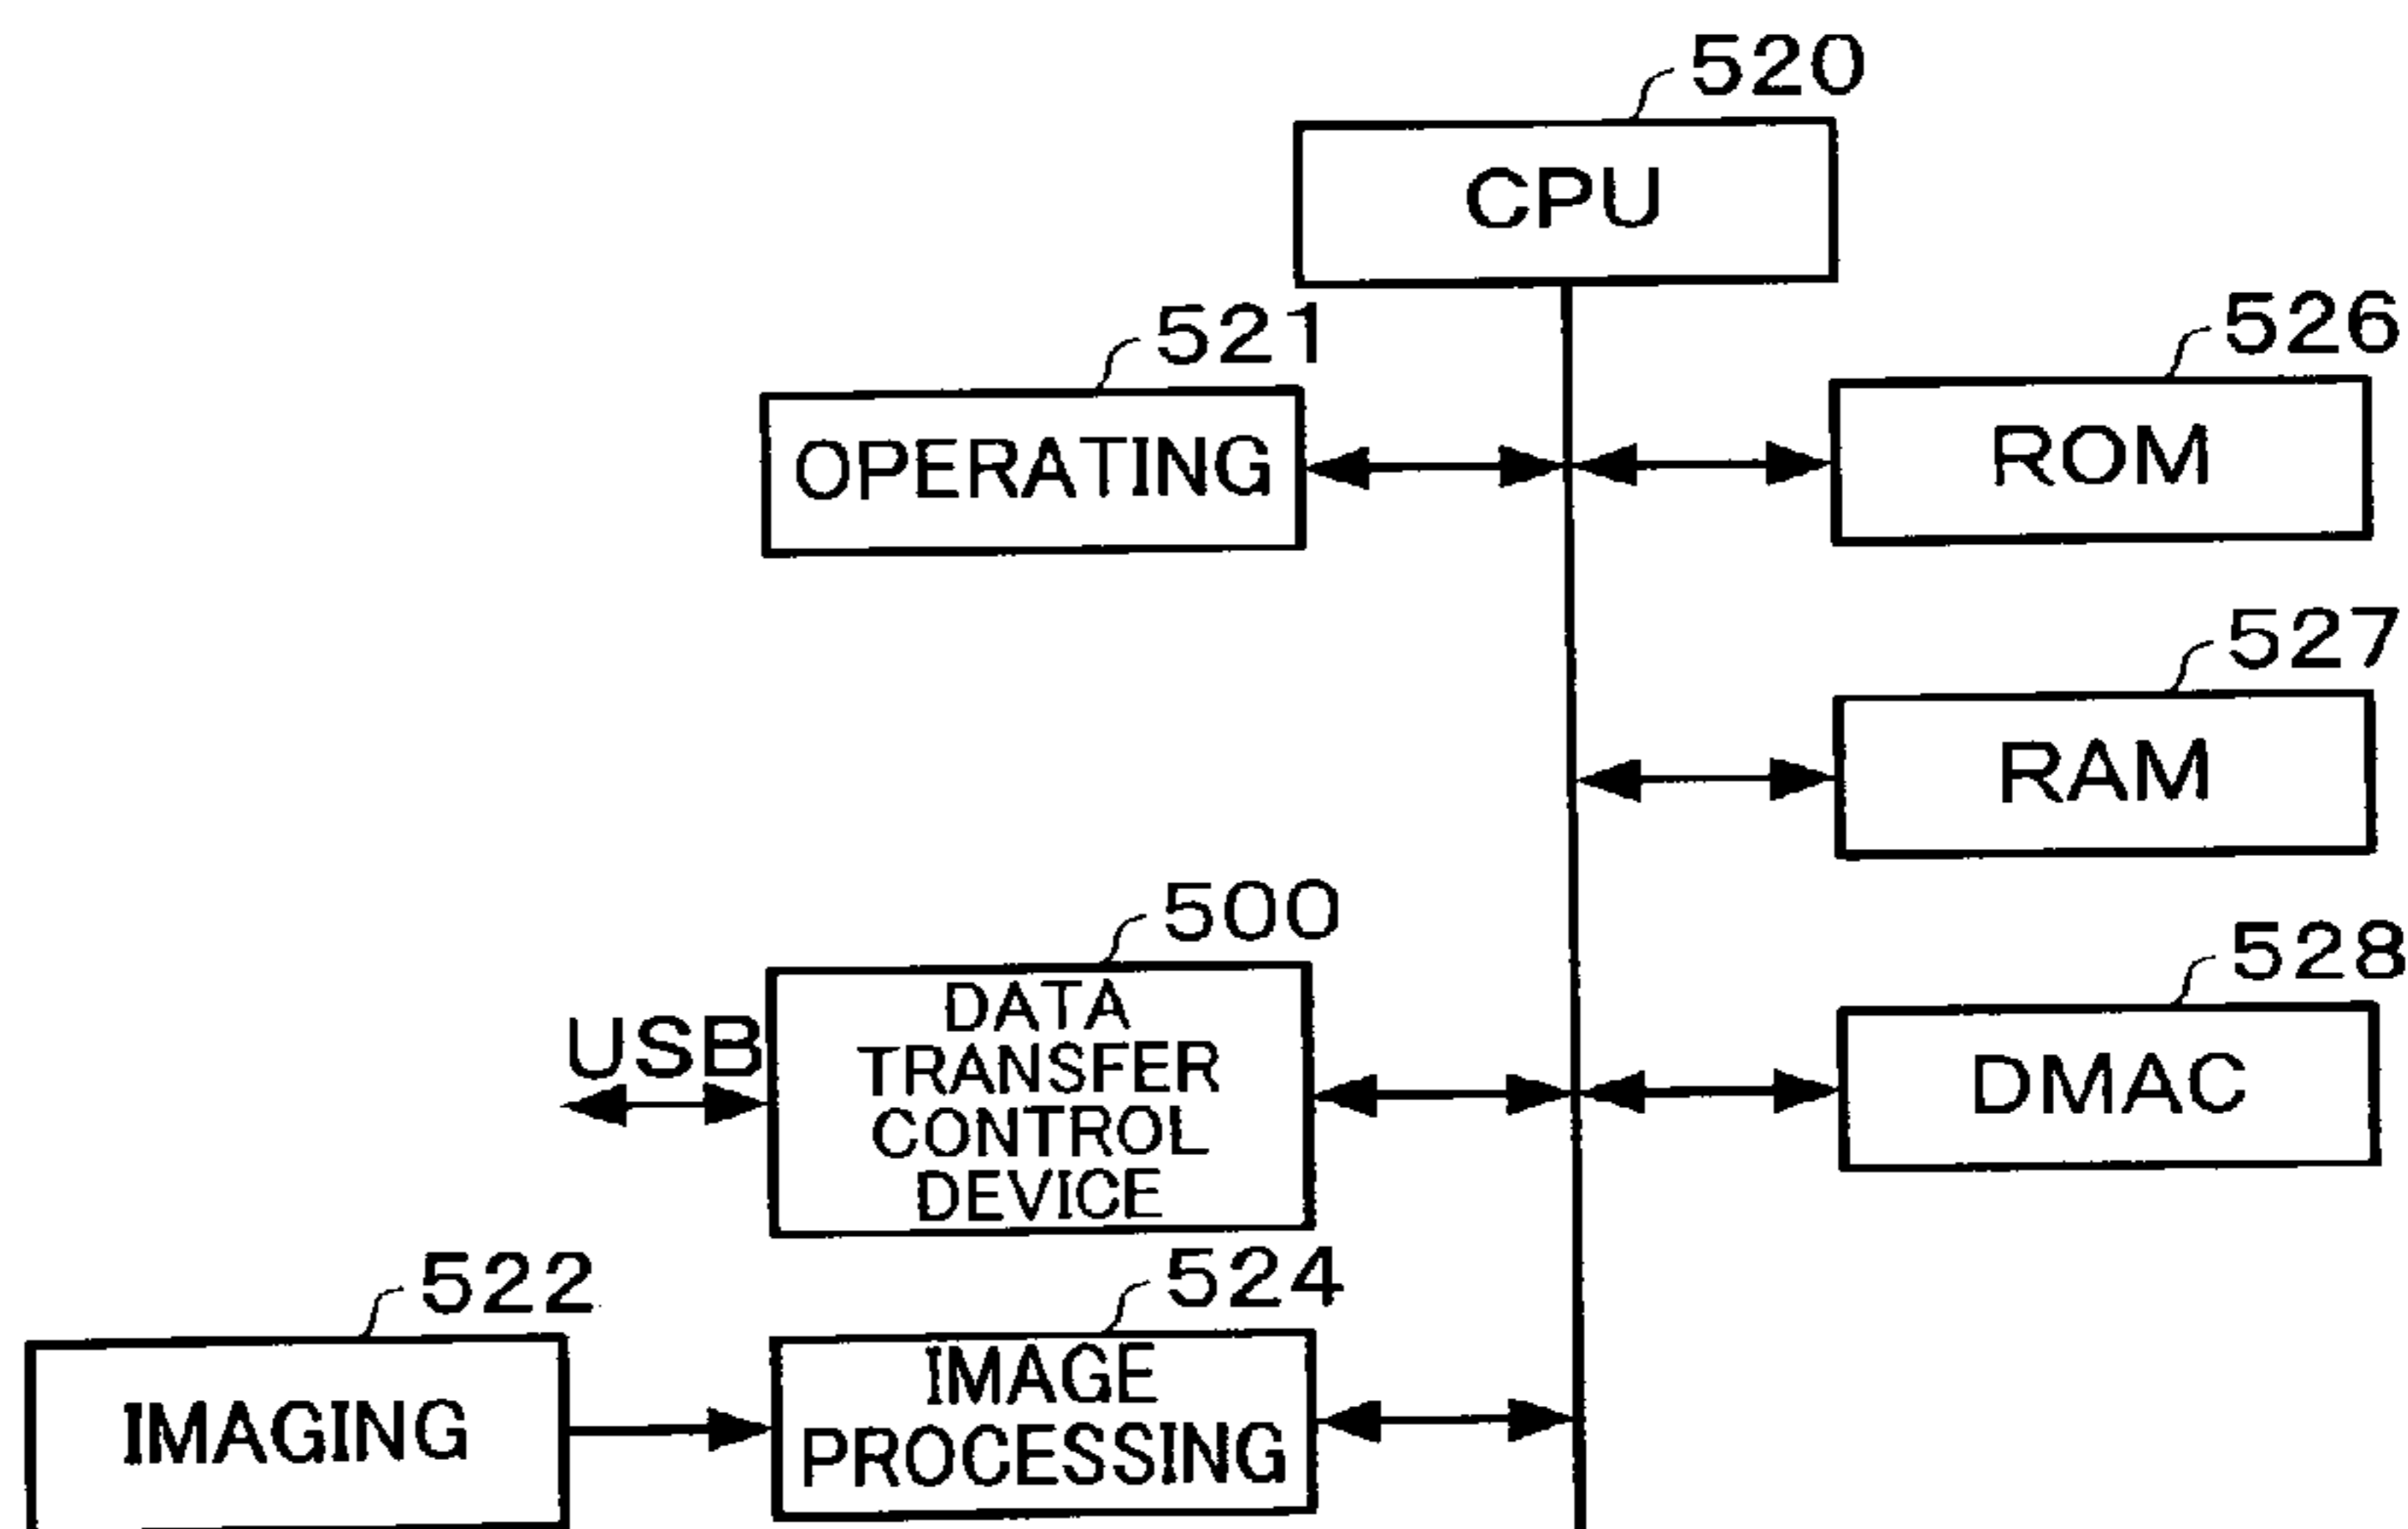 520
CPU
521
526
OPERATING
ROM
527
RAM
500
528
DATA
TRANSFER
CONTROL
DEVICE
USB
DMAC
522
524
IMAGING
IMAGE
PROCESSING